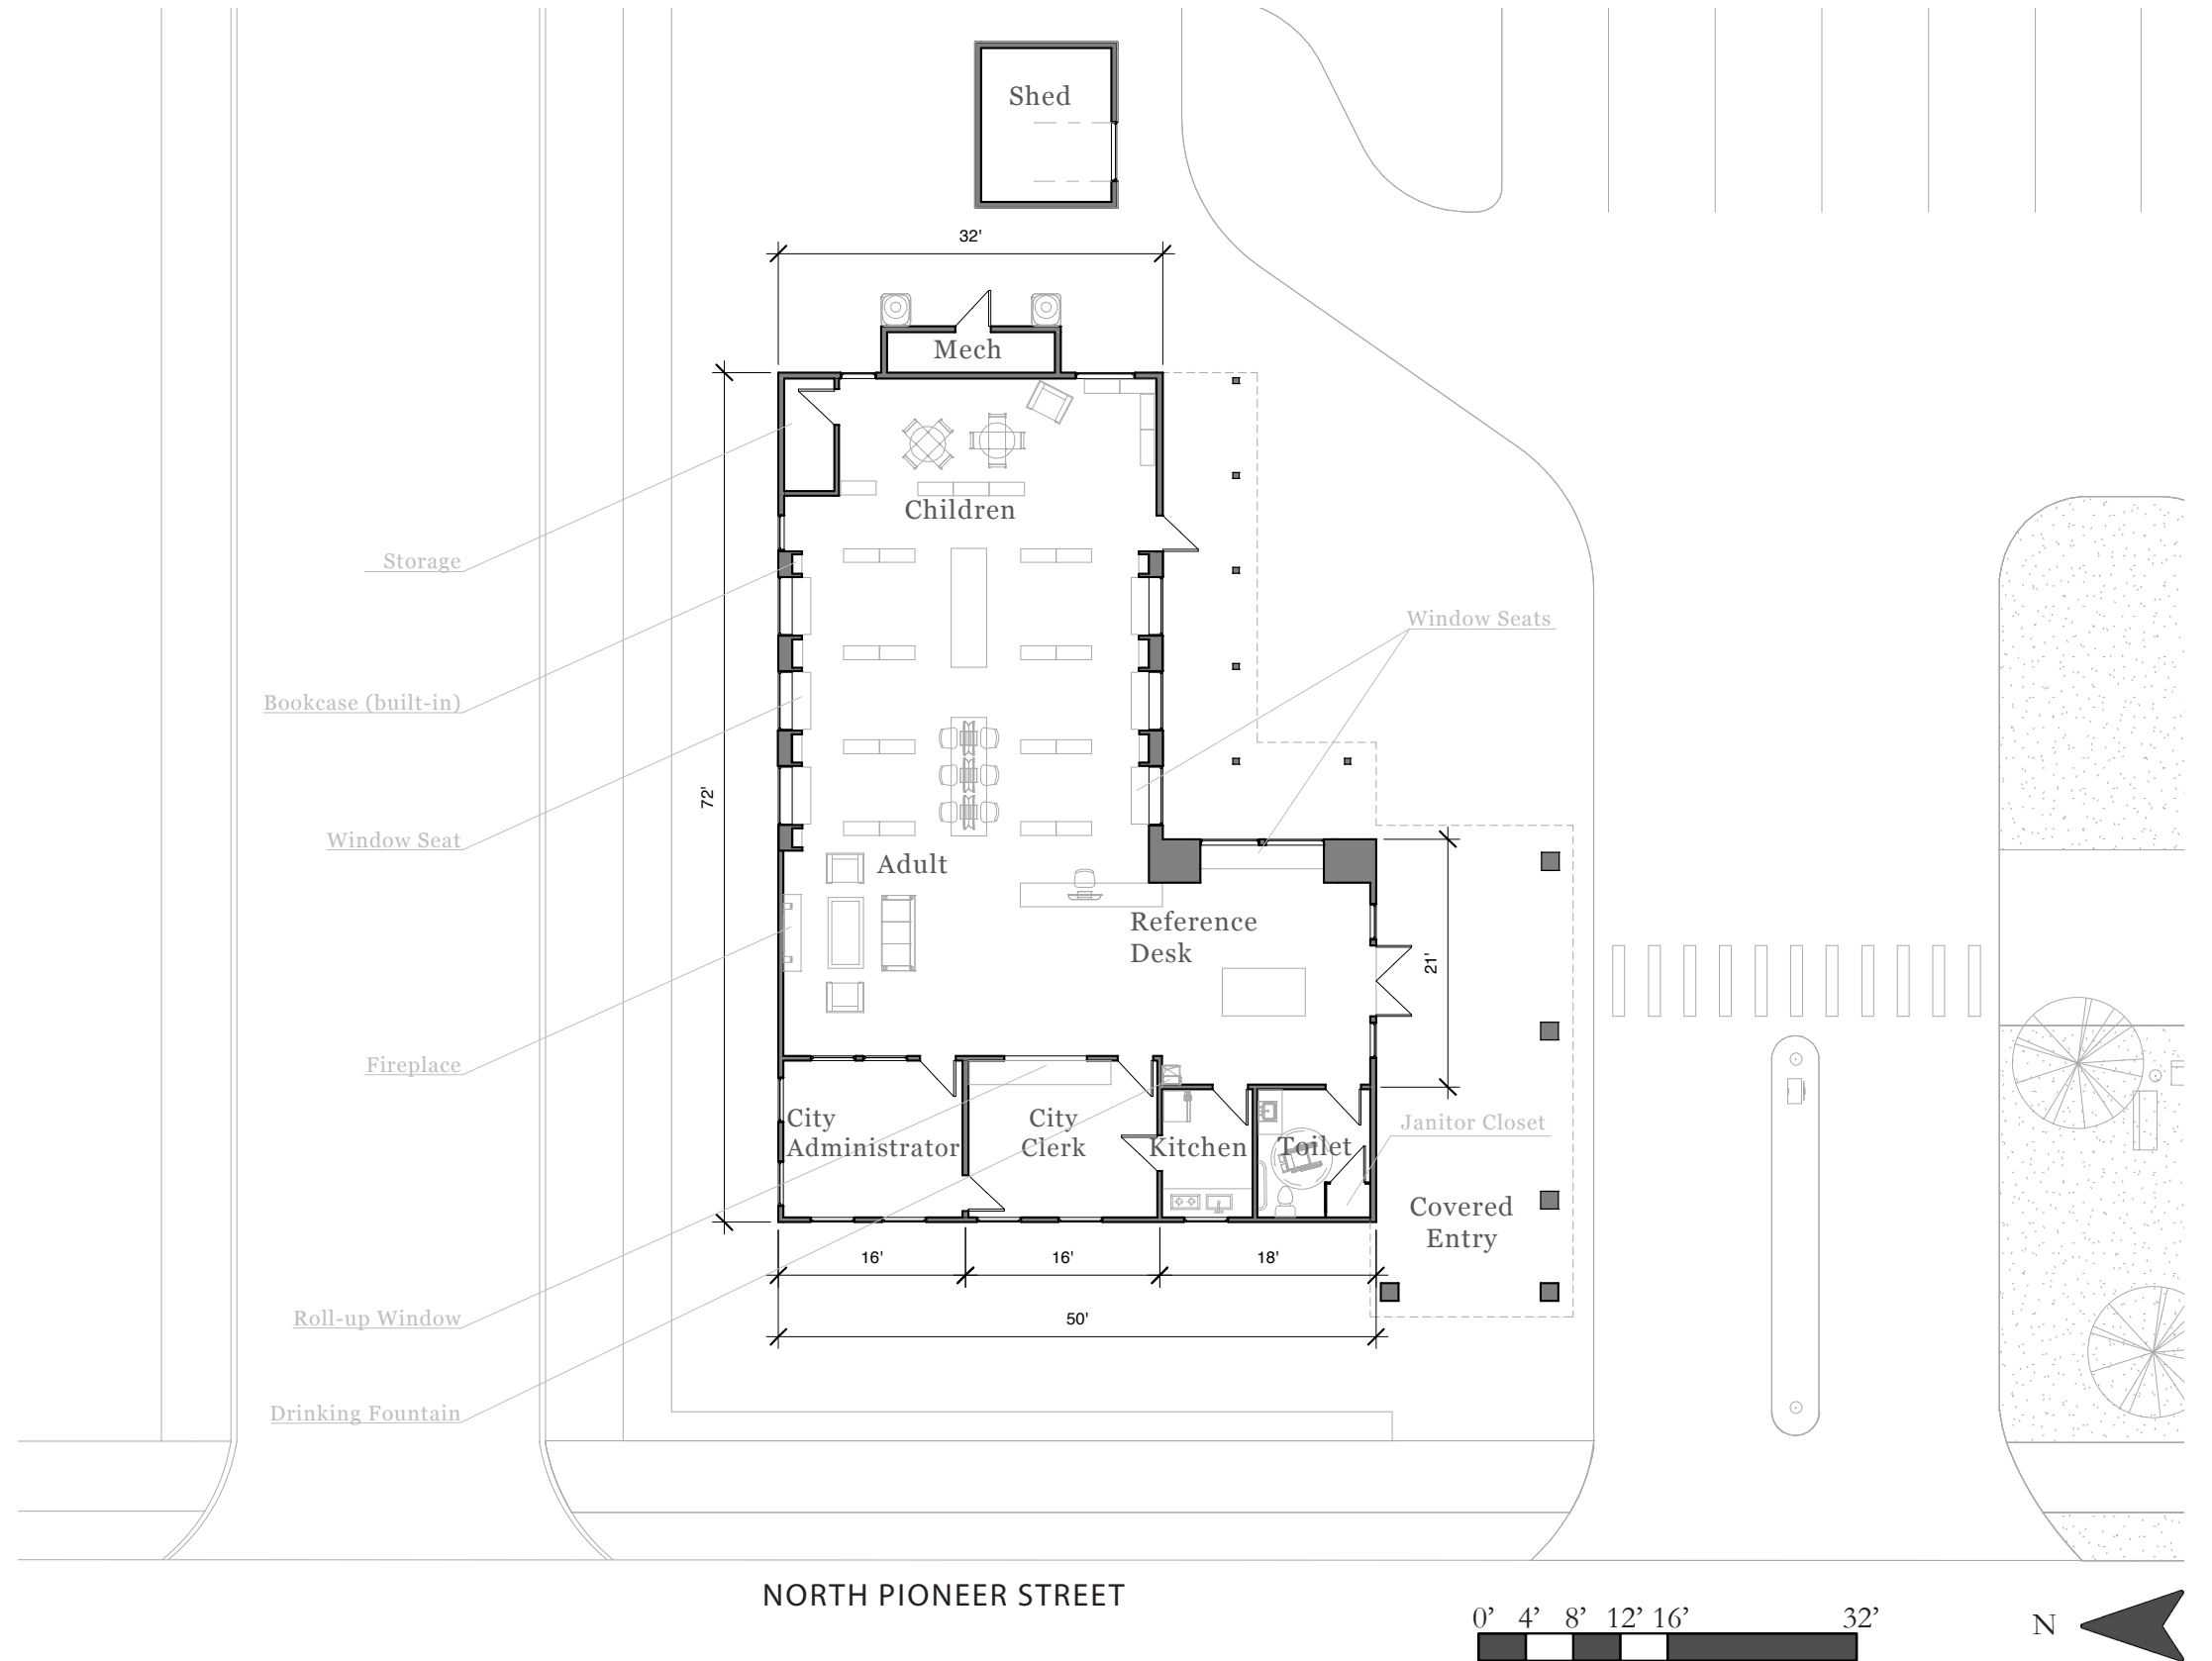 Shed
32'
Mech
Children
Storage
Window Seats
Bookcase (built-in)
72'
Window Seat
Adult
Reference
Desk
21'
Fireplace
City
Administrator
City
Clerk
Kitchen
Toilet
Janitor Closet
Covered
Entry
16'
16'
18'
Roll-up Window
50'
Drinking Fountain
NORTH PIONEER STREET
0’ 4’ 8’ 12’ 16’ 32’
N